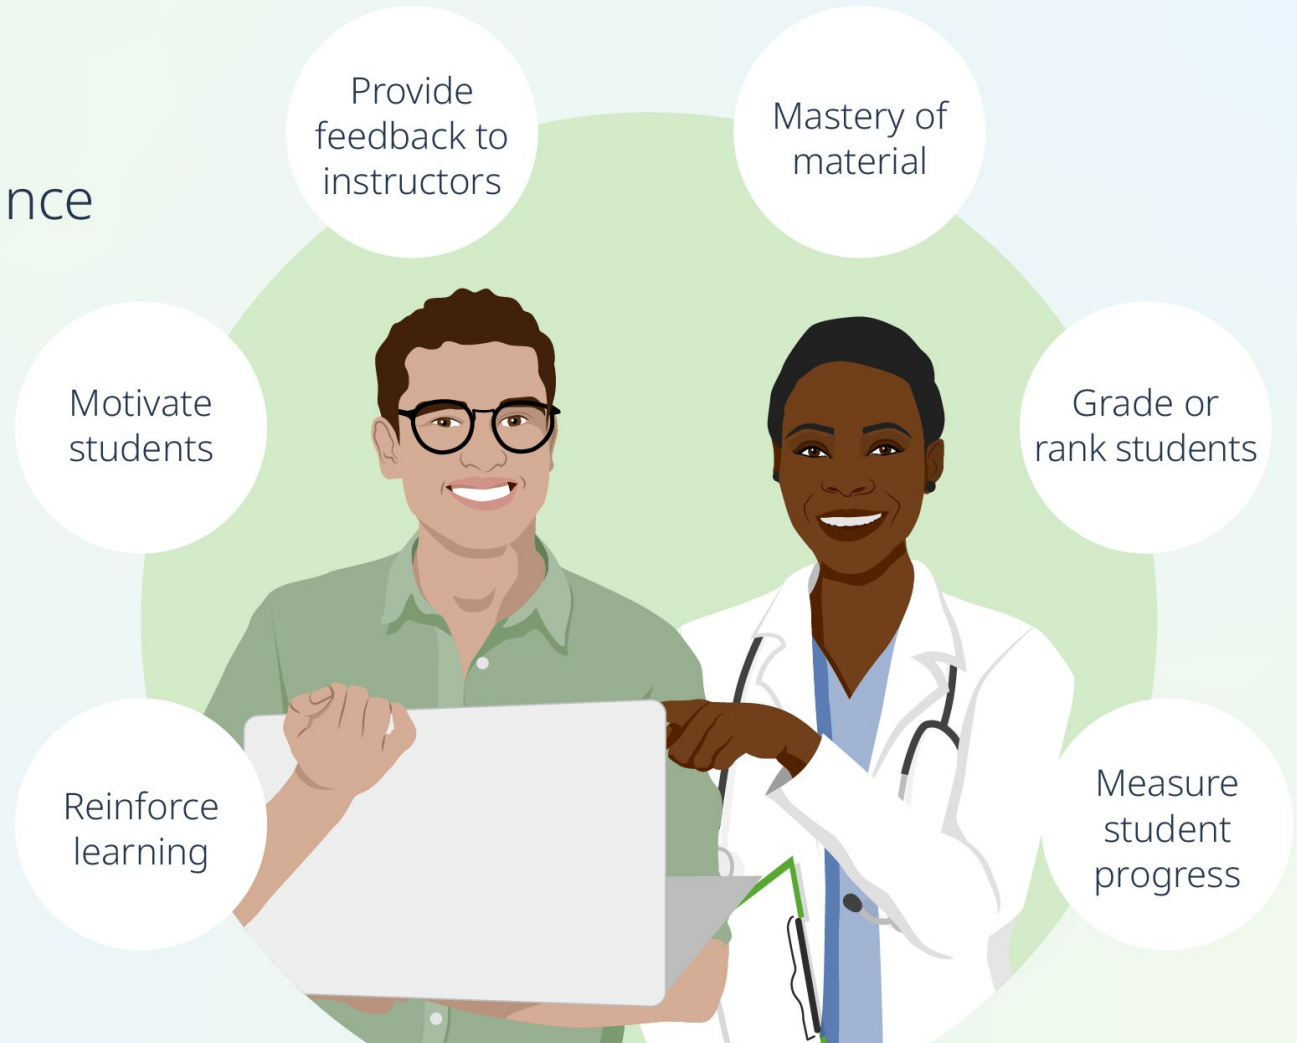 Provide
feedback to
instructors
Mastery of
material
nce
Motivate
students
Grade or
rank students
Reinforce
learning
Measure
student
progress